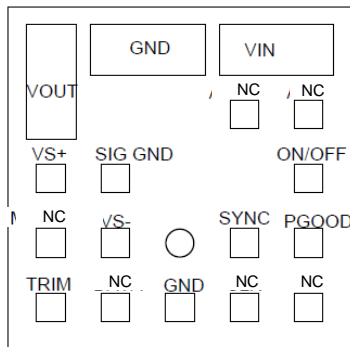 GND VIN
VOUT NC NC
VS+ SIG GND ON/OFF
NC VS- SYNC PGOOD
TRIM NC GND NC NC